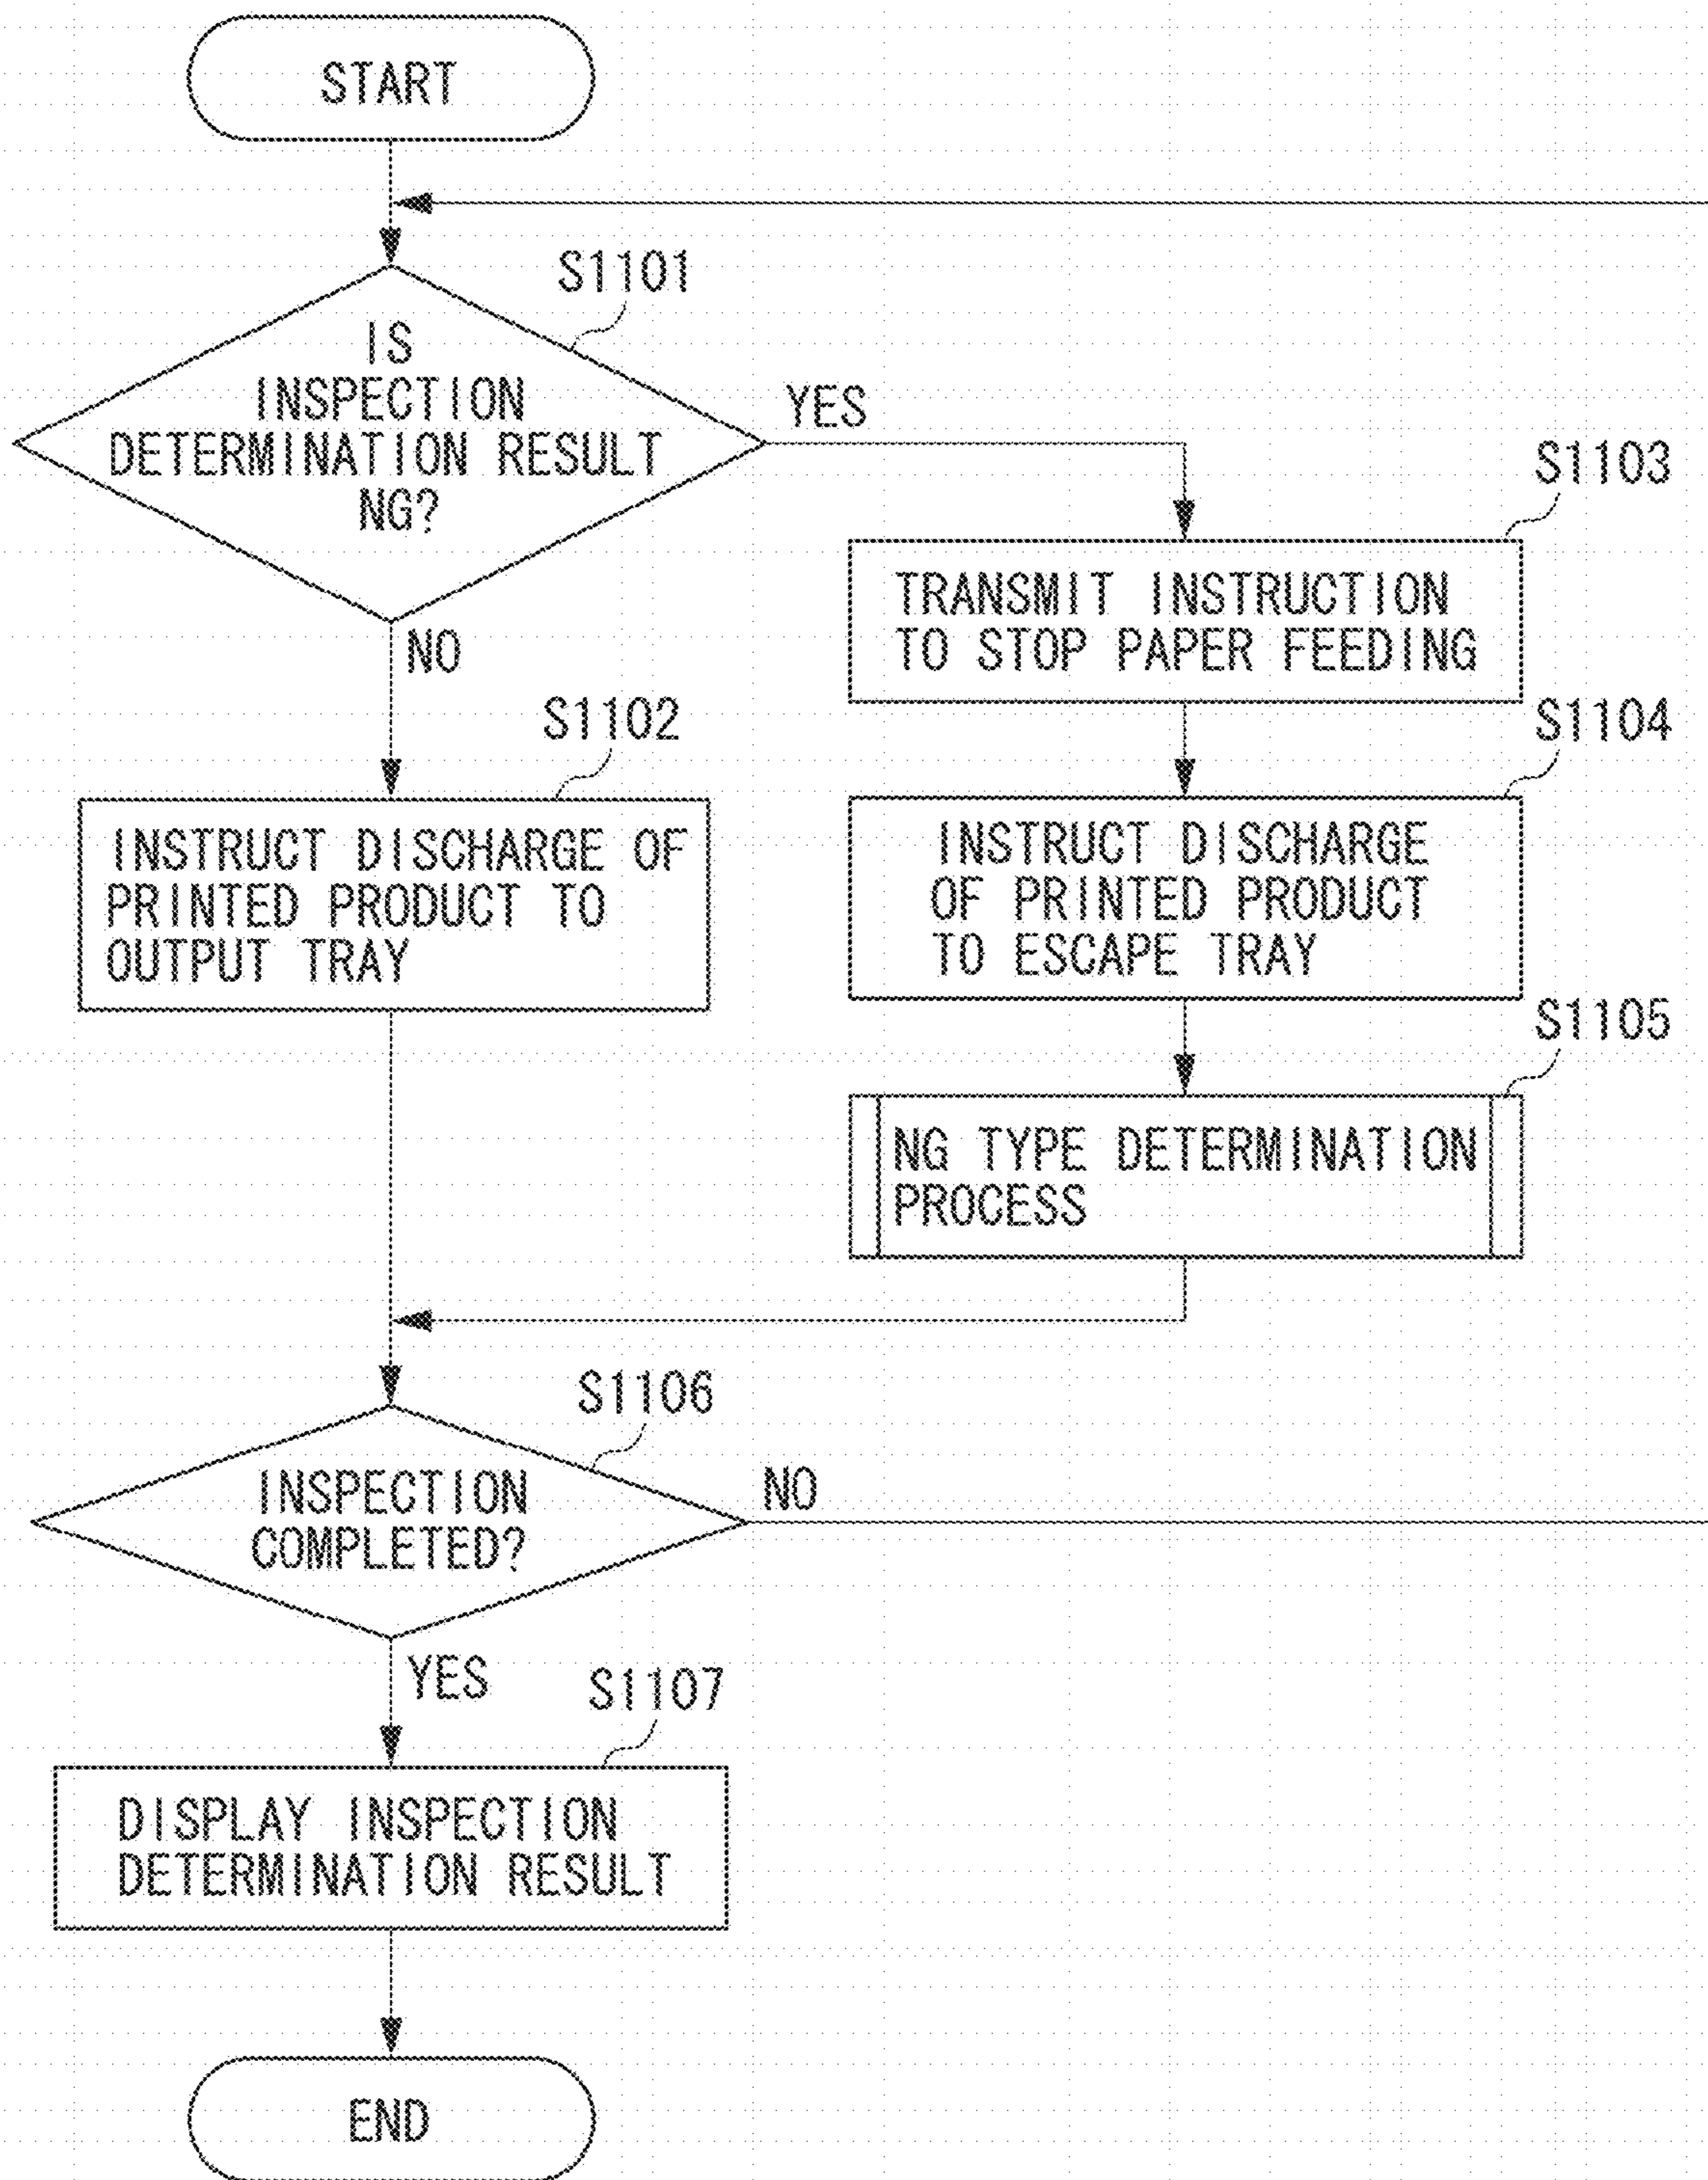 START
S1101
IS
INSPECTION
DETERMINATION RESULT
NG?
YES
NO
S1103
TRANSMIT INSTRUCTION
TO STOP PAPER FEEDING
S1102
INSTRUCT DISCHARGE OF
PRINTED PRODUCT TO
OUTPUT TRAY
S1104
INSTRUCT DISCHARGE
OF PRINTED PRODUCT
TO ESCAPE TRAY
S1105
NG TYPE DETERMINATION
PROCESS
S1106
INSPECTION
COMPLETED?
NO
YES
S1107
DISPLAY INSPECTION
DETERMINATION RESULT
END